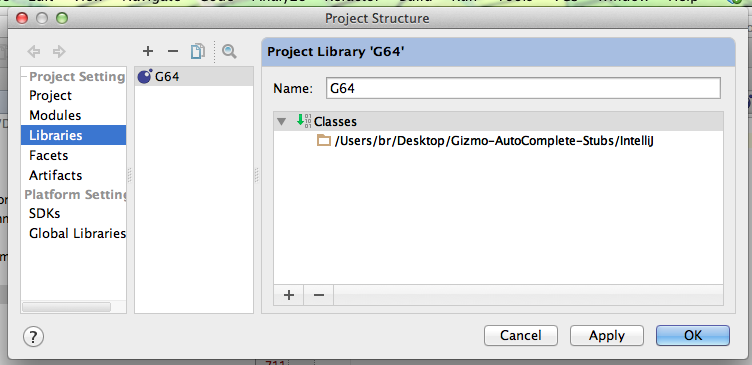 Project Structure
Project Setting
Project
Modules
Libraries
Facets
Artifacts
Platform Setting
SDKs
Global Libraries
G64
Project Library 'G64'
Name: G64
Classes
/Users/br/Desktop/Gizmo-AutoComplete-Stubs/IntelliJ
?
Cancel Apply OK